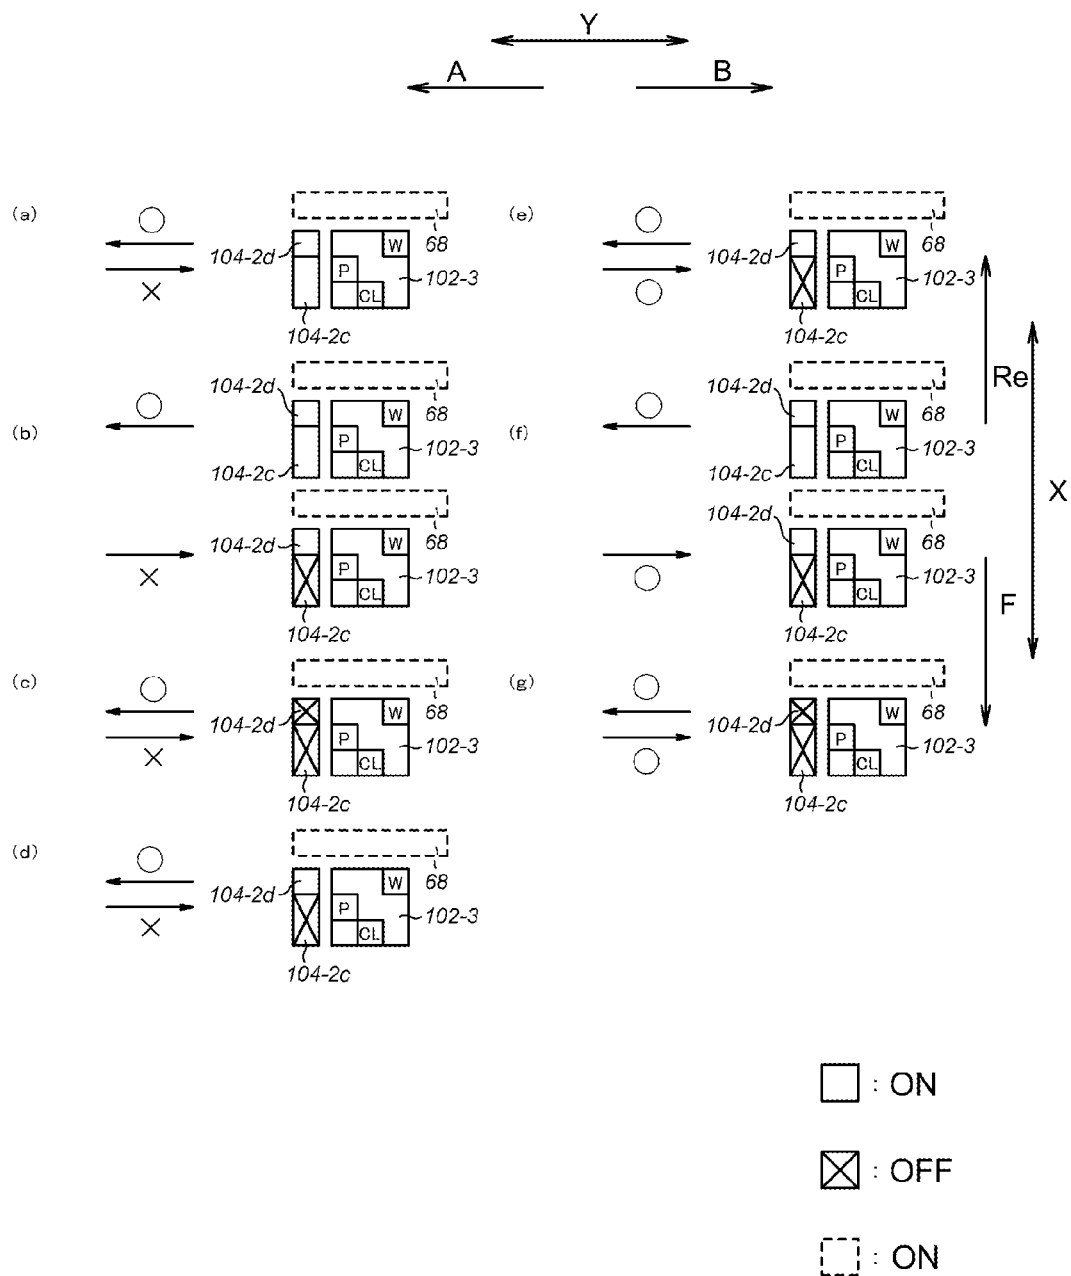 Y
A
B
(a)
104-2d
W
68
P
102-3
CL
104-2c
(e)
104-2d
W
68
P
102-3
CL
104-2c
Re
X
F
(b)
104-2d
W
68
P
102-3
CL
104-2c
104-2d
W
68
P
102-3
CL
104-2c
(f)
104-2d
W
68
P
102-3
CL
104-2c
104-2d
W
68
P
102-3
CL
104-2c
(c)
104-2d
W
68
P
102-3
CL
104-2c
(g)
104-2d
W
68
P
102-3
CL
104-2c
(d)
104-2d
W
68
P
102-3
CL
104-2c
: ON
: OFF
: ON